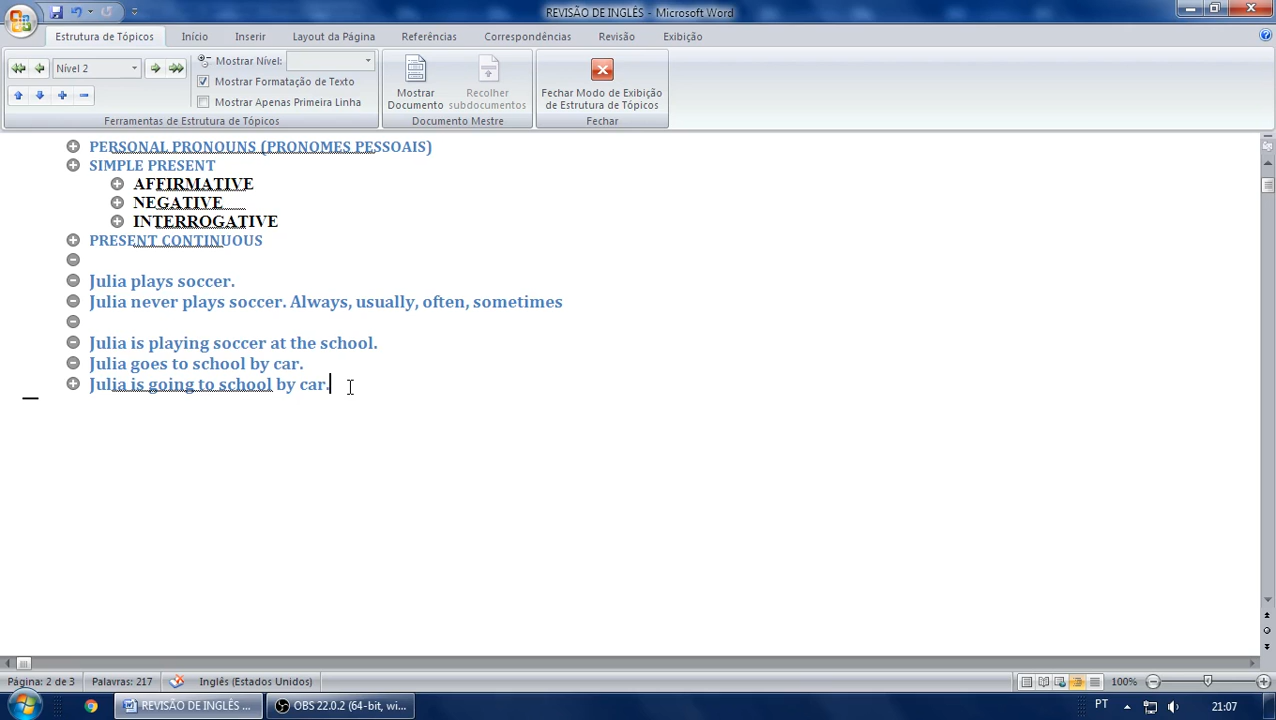 REVISÃO DE INGLÊS - Microsoft Word
Estrutura de Tópicos Início Inserir Layout da Página Referências Correspondências Revisão Exibição
Nível 2 Mostrar Nível:
Mostrar Formatação de Texto
Mostrar Apenas Primeira Linha
Mostrar Documento
Recolher subdocumentos
Fechar Modo de Exibição de Estrutura de Tópicos
Ferramentas de Estrutura de Tópicos Documento Mestre Fechar
PERSONAL PRONOUNS (PRONOMES PESSOAIS)
SIMPLE PRESENT
AFFIRMATIVE
NEGATIVE
INTERROGATIVE
PRESENT CONTINUOUS
Julia plays soccer.
Julia never plays soccer. Always, usually, often, sometimes
Julia is playing soccer at the school.
Julia goes to school by car.
Julia is going to school by car.
Página: 2 de 3 Palavras: 217 Inglês (Estados Unidos) 100%
REVISÃO DE INGLÊS ... OBS 22.0.2 (64-bit, wi... PT 21:07